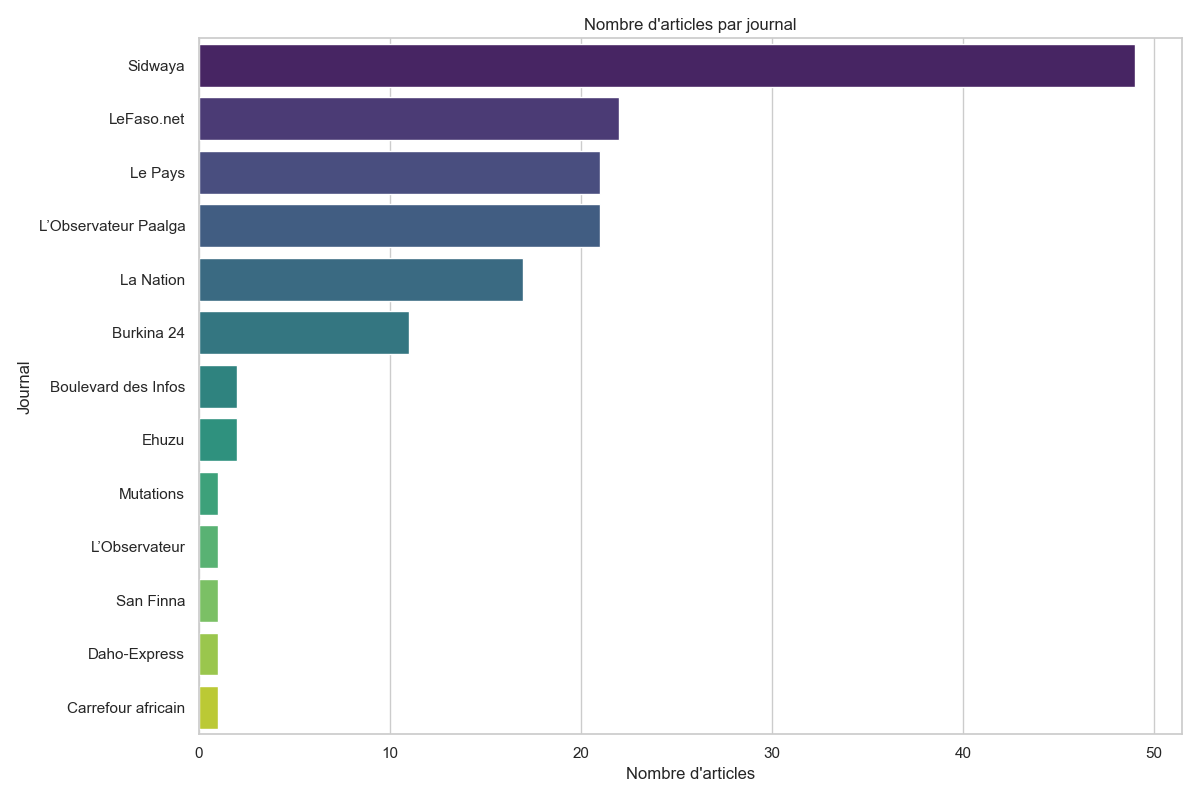 Nombre d'articles par journal
Sidwaya
LeFaso.net
Le Pays
L’Observateur Paalga
La Nation
Burkina 24
Boulevard des Infos
Ehuzu
Mutations
L’Observateur
San Finna
Daho-Express
Carrefour africain
Journal
0 10 20 30 40 50
Nombre d'articles